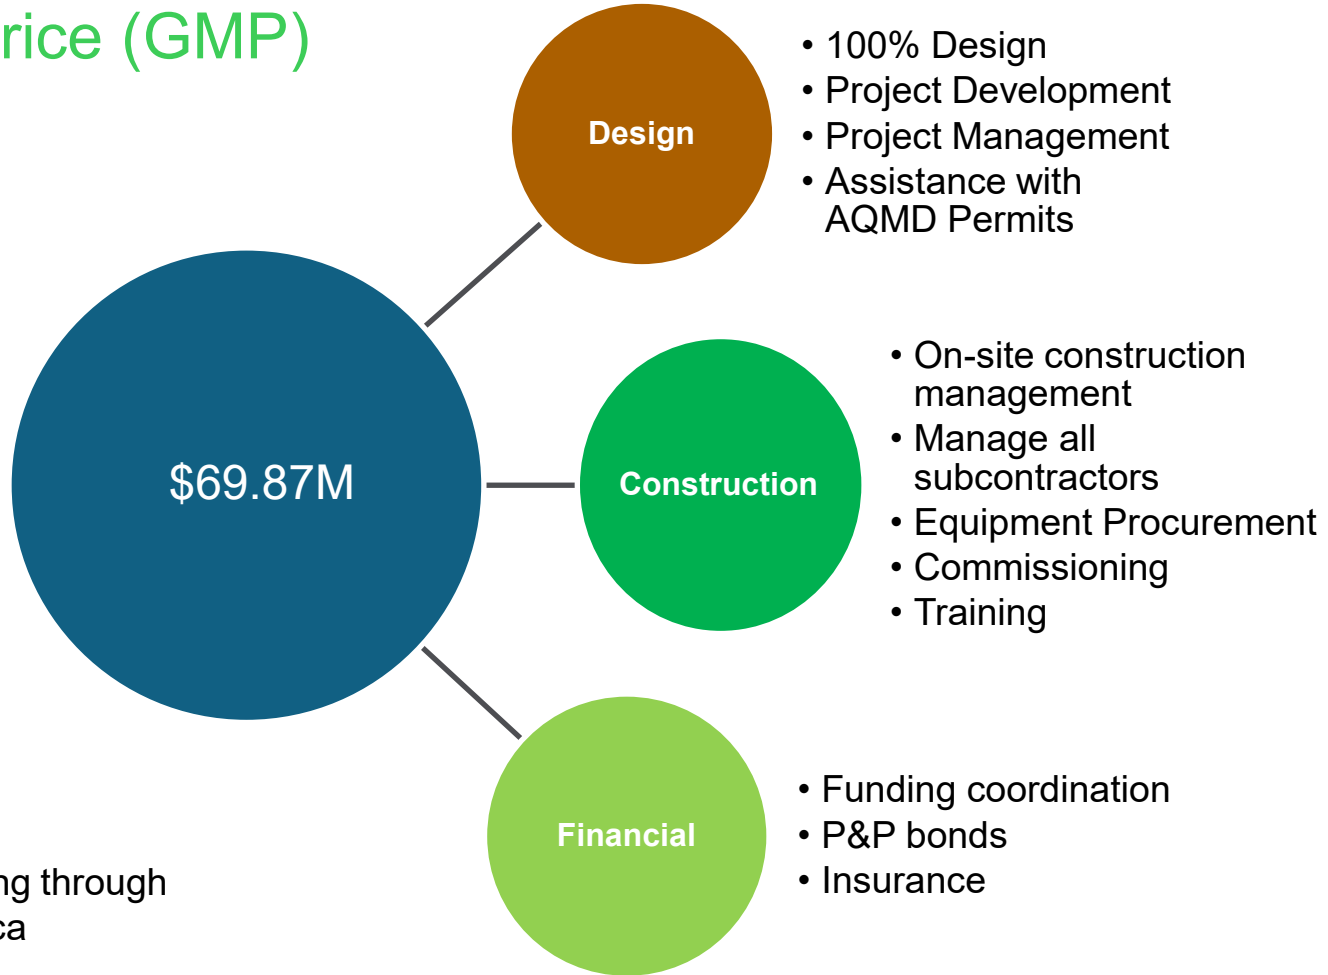 rice (GMP)
Design
• 100% Design
• Project Development
• Project Management
• Assistance with
AQMD Permits
$69.87M
Construction
• On-site construction
management
• Manage all
subcontractors
• Equipment Procurement
• Commissioning
• Training
Financial
• Funding coordination
• P&P bonds
• Insurance
ng through
ca